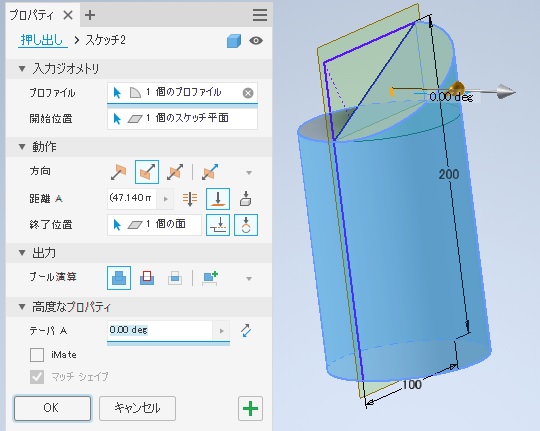 プロパティ × +
押し出し > スケッチ2
▼ 入力ジオメトリ
プロファイル 1 個のプロファイル
開始位置 1 個のスケッチ平面
▼ 動作
方向
距離 A (47.140 m
終了位置 1 個の面
▼ 出力
ブール演算
▼ 高度なプロパティ
テーパ A 0.00 deg
iMate
マッチ シェイプ
OK キャンセル
200
0.00 deg
200
100